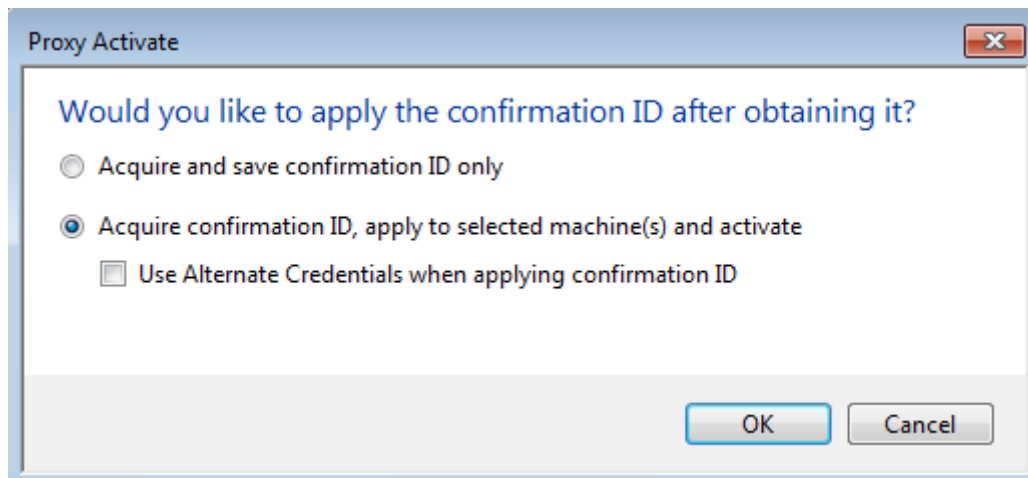 Proxy Activate
Would you like to apply the confirmation ID after obtaining it?
Acquire and save confirmation ID only
Acquire confirmation ID, apply to selected machine(s) and activate
Use Alternate Credentials when applying confirmation ID
OK Cancel